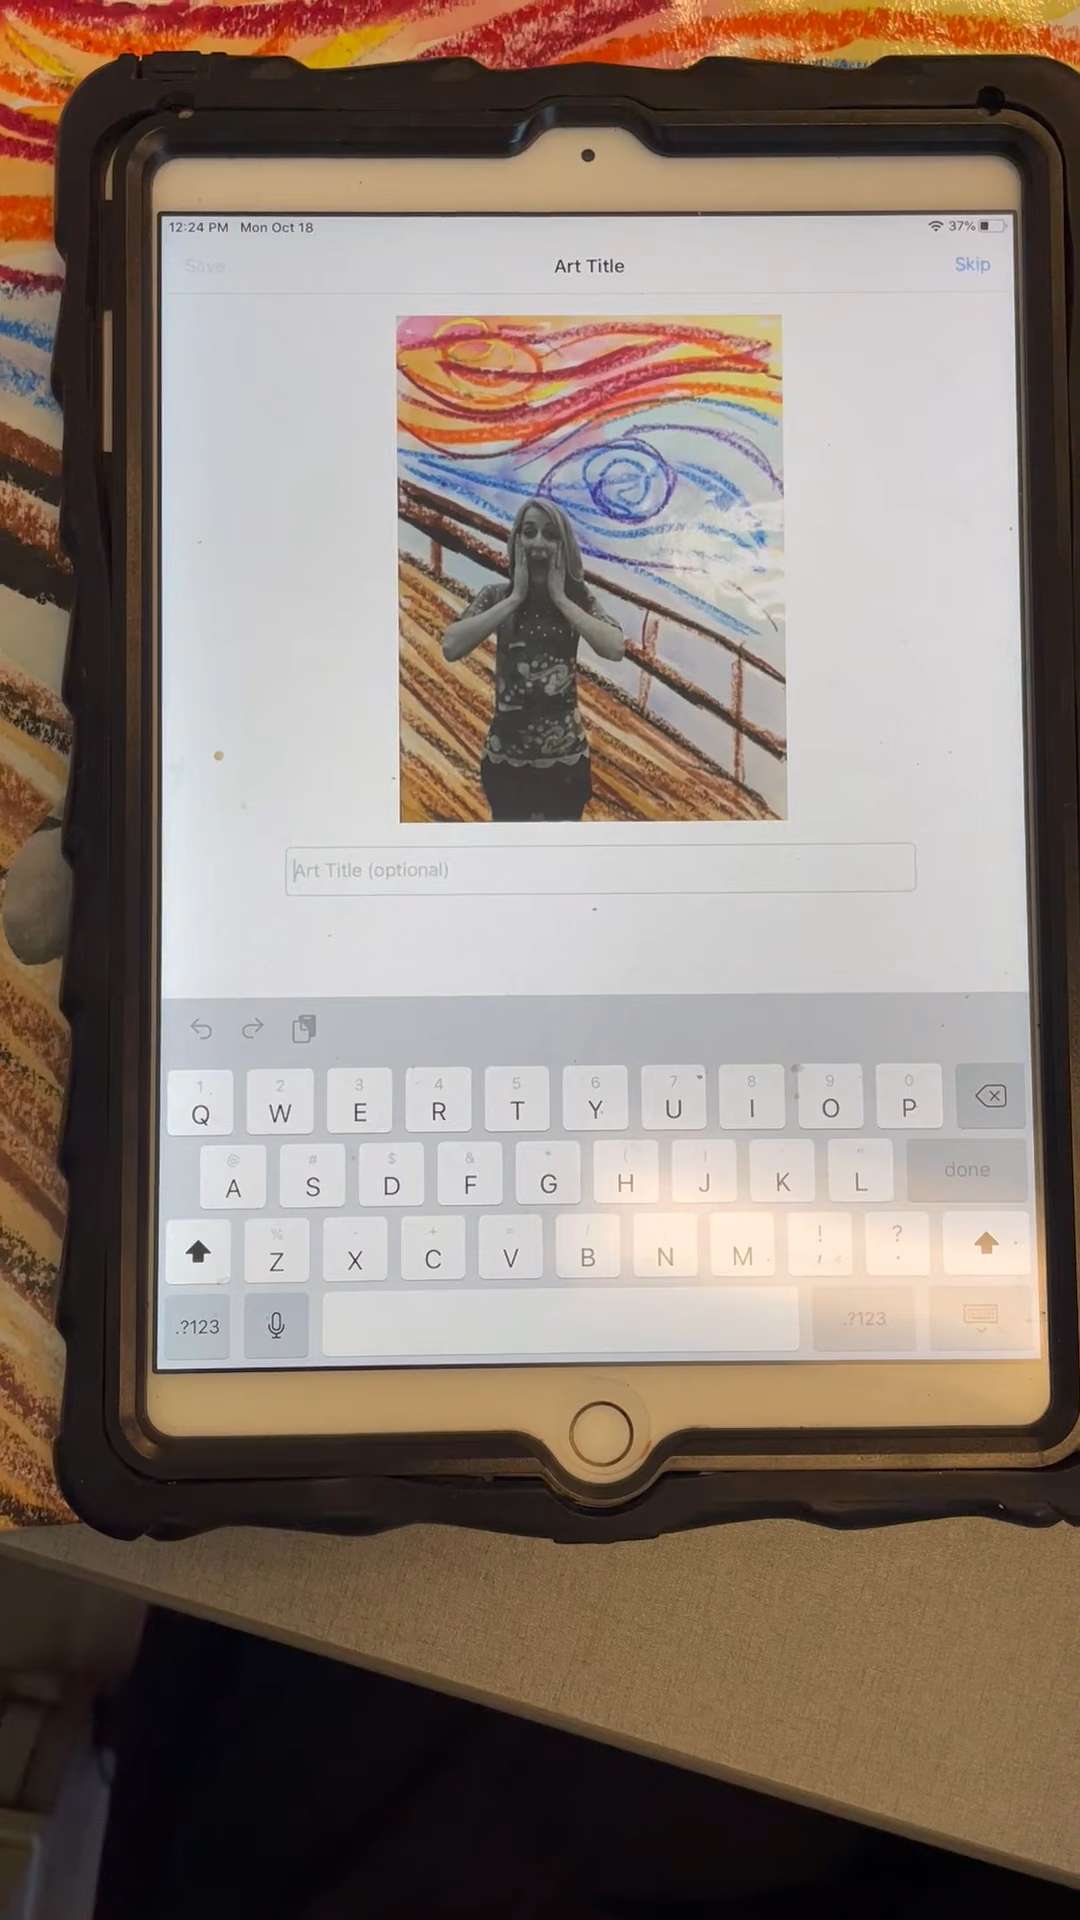 12:24 PM Mon Oct 18 37%
Save Art Title Skip
Art Title (optional)
1 2 3 4 5 6 7 8 9 0
Q W E R T Y U I O P
@ # $ & * ( ) "
A S D F G H J K L done
% - + = / ; : ! ?
Z X C V B N M , .
.?123 .?123